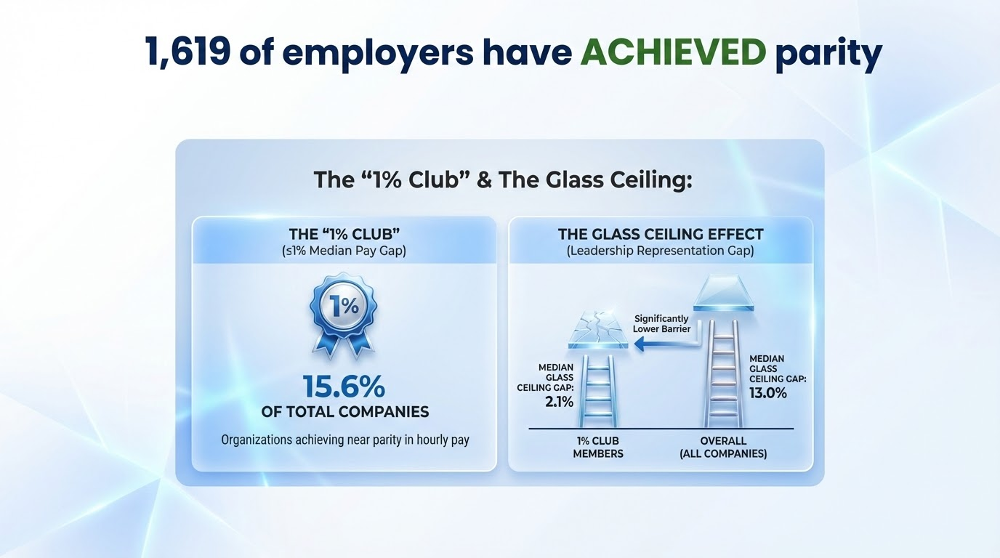 1,619 of employers have ACHIEVED parity
The “1% Club” & The Glass Ceiling:
THE “1% CLUB”
(≤1% Median Pay Gap)
1%
15.6%
OF TOTAL COMPANIES
Organizations achieving near parity in hourly pay
THE GLASS CEILING EFFECT
(Leadership Representation Gap)
Significantly
Lower Barrier
MEDIAN
GLASS
CEILING GAP:
2.1%
MEDIAN
GLASS
CEILING GAP:
13.0%
1% CLUB
MEMBERS
OVERALL
(ALL COMPANIES)